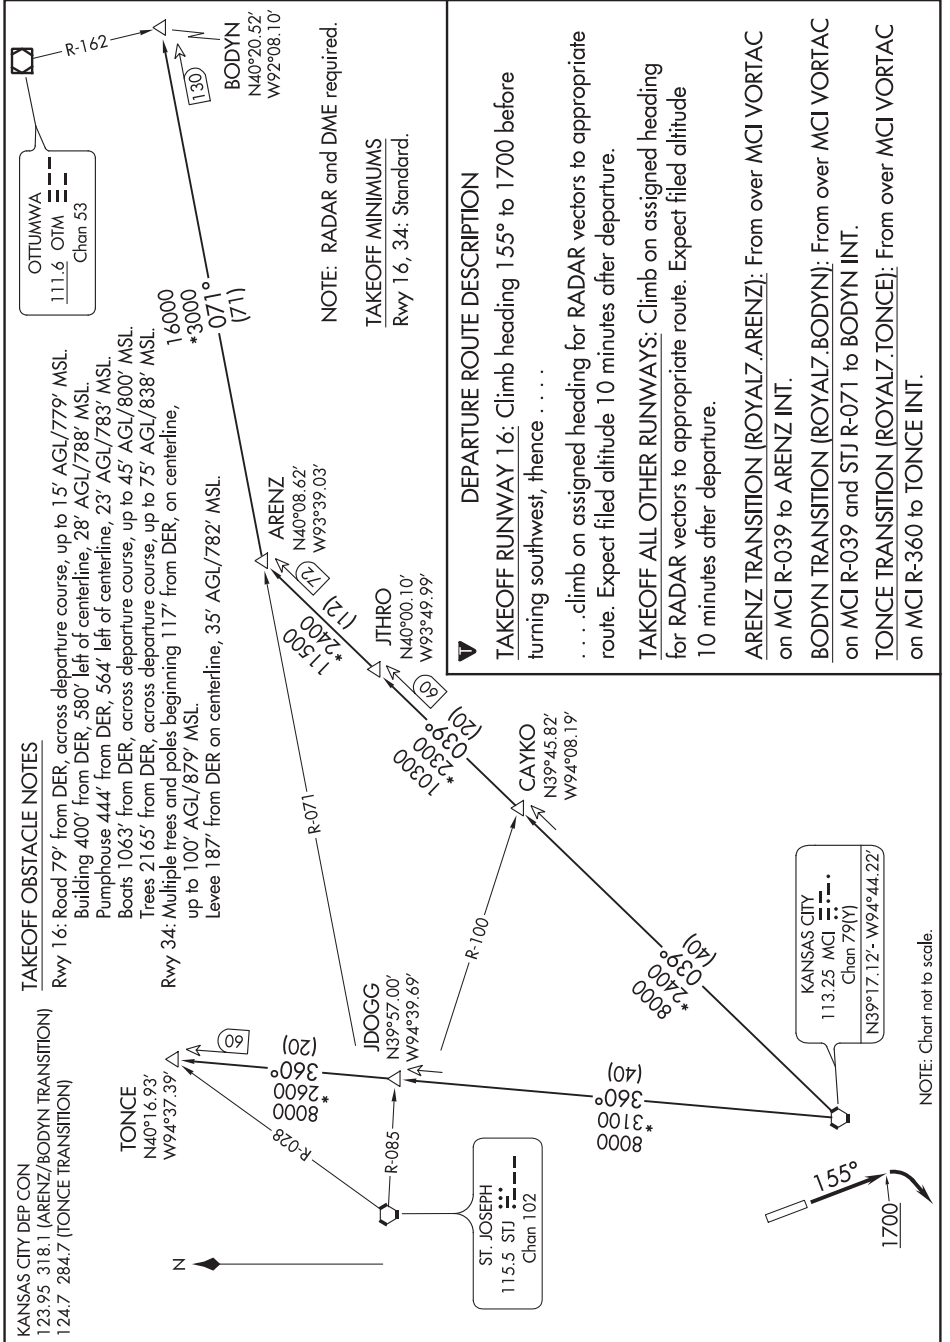 KANSAS CITY DEP CON
123.95 318.1 (ARENZ/BODYN TRANSITION)
124.7 284.7 (TONCE TRANSITION)
TAKEOFF OBSTACLE NOTES
Rwy 16: Road 79' from DER, across departure course, up to 15' AGL/779' MSL.
Building 400' from DER, 580' left of centerline, 28' AGL/788' MSL.
Pumphouse 444' from DER, 564' left of centerline, 23' AGL/783' MSL.
Boats 1063' from DER, across departure course, up to 45' AGL/800' MSL.
Trees 2165' from DER, across departure course, up to 75' AGL/838' MSL.
Rwy 34: Multiple trees and poles beginning 117' from DER, on centerline,
up to 100' AGL/879' MSL.
Levee 187' from DER on centerline, 35' AGL/782' MSL.
OTTUMWA
111.6 OTM
Chan 53
R-162
130
BODYN
N40°20.52'
W92°08.10'
NOTE: RADAR and DME required.
TAKEOFF MINIMUMS
Rwy 16, 34: Standard.
16000
*3000
071°
(71)
ARENZ
N40°08.62'
W93°39.03'
72
11500
*2400
(12)
JTHRO
N40°00.10'
W93°49.99'
60
10300
*2300
039°
(20)
CAYKO
N39°45.82'
W94°08.19'
R-071
R-100
8000
*2400
039°
(40)
TONCE
N40°16.93'
W94°37.39'
60
8000
*2600
360°
(20)
JDOGG
N39°57.00'
W94°39.69'
R-028
R-085
8000
*3100
360°
(40)
N
ST. JOSEPH
115.5 STJ
Chan 102
KANSAS CITY
113.25 MCI
Chan 79(Y)
N39°17.12'- W94°44.22'
155°
1700
NOTE: Chart not to scale.
T
DEPARTURE ROUTE DESCRIPTION
TAKEOFF RUNWAY 16: Climb heading 155° to 1700 before
turning southwest, thence . . . .
. . . .climb on assigned heading for RADAR vectors to appropriate
route. Expect filed altitude 10 minutes after departure.
TAKEOFF ALL OTHER RUNWAYS: Climb on assigned heading
for RADAR vectors to appropriate route. Expect filed altitude
10 minutes after departure.
ARENZ TRANSITION (ROYAL7.ARENZ): From over MCI VORTAC
on MCI R-039 to ARENZ INT.
BODYN TRANSITION (ROYAL7.BODYN): From over MCI VORTAC
on MCI R-039 and STJ R-071 to BODYN INT.
TONCE TRANSITION (ROYAL7.TONCE): From over MCI VORTAC
on MCI R-360 to TONCE INT.